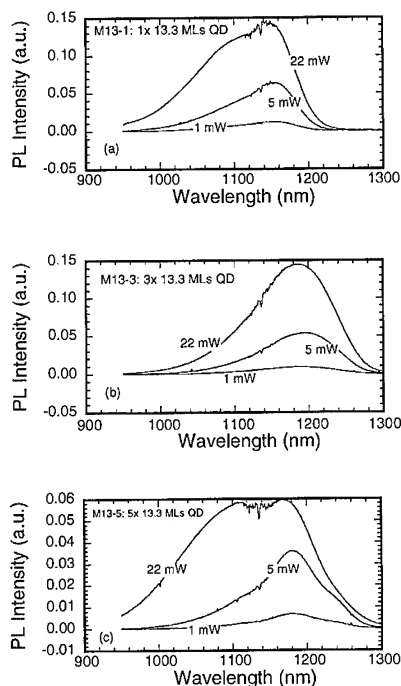 0.15
M13-1: 1x 13.3 MLs QD
0.10
22 mW
0.05
5 mW
1 mW
0.00
(a)
-0.05
900 1000 1100 1200 1300
PL Intensity (a.u.)
Wavelength (nm)
0.15
M13-3: 3x 13.3 MLs QD
0.10
22 mW
0.05
5 mW
1 mW
0.00
(b)
-0.05
900 1000 1100 1200 1300
PL Intensity (a.u.)
Wavelength (nm)
0.06
M13-5: 5x 13.3 MLs QD
0.05
0.04
22 mW
5 mW
0.03
0.02
0.01
1 mW
0.00
(c)
-0.01
900 1000 1100 1200 1300
PL Intensity (a.u.)
Wavelength (nm)